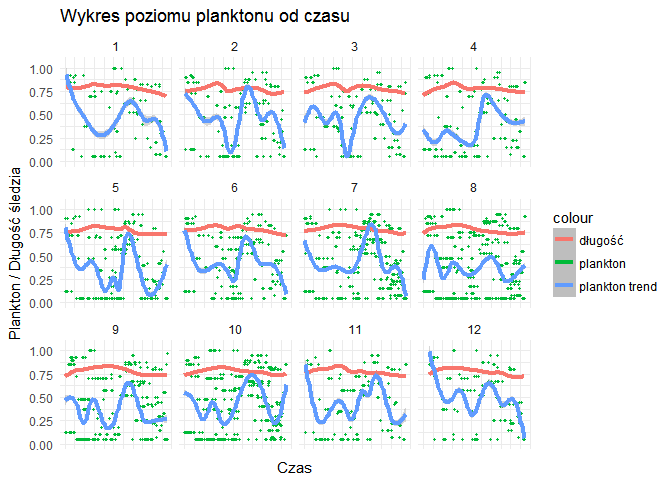 Wykres poziomu planktonu od czasu
1 2 3 4
1.00
0.75
0.50
0.25
0.00
5 6 7 8
1.00
0.75
0.50
0.25
0.00
9 10 11 12
1.00
0.75
0.50
0.25
0.00
Plankton / Długość śledzia
Czas
colour
długość
plankton
plankton trend